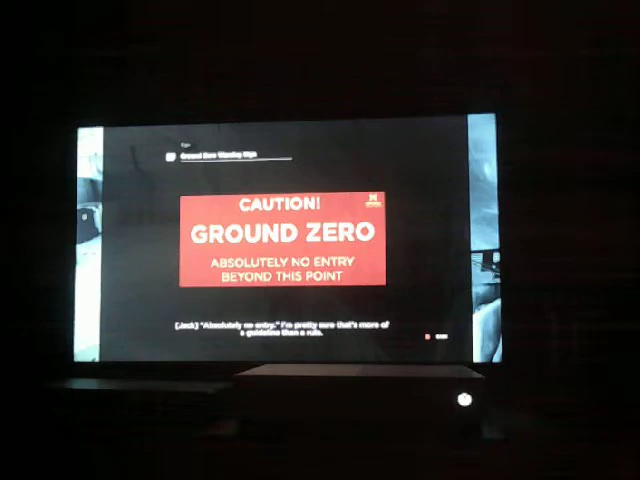 Sign
Ground Zero Warning Sign
CAUTION!
GROUND ZERO
ABSOLUTELY NO ENTRY
BEYOND THIS POINT
[Jack] "Absolutely no entry." I'm pretty sure that's more of
a guideline than a rule.